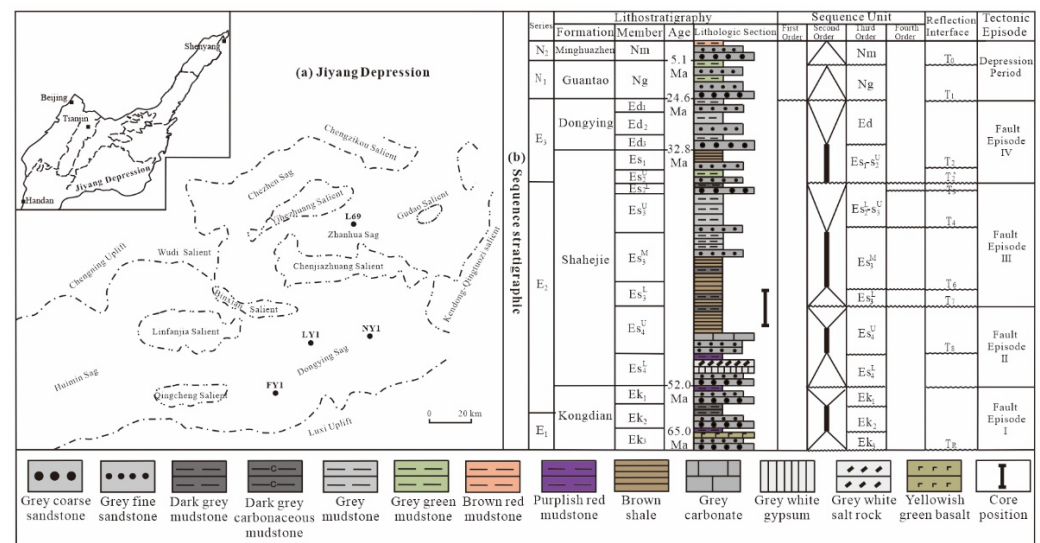 Shenyang
Beijing
Tianjin
Jiyang Depression
Handan
(a) Jiyang Depression
Chengzikou Salient
Chezhen Sag
Yihezhuang Salient
Gudao Salient
L69
Zhanhua Sag
Wudi Salient
Chenjiazhuang Salient
Chengning Uplift
Kendong-Qingtuozi salient
Binxian
Salient
Linfanjia Salient
LY1
NY1
Dongying Sag
Huimin Sag
FY1
Qingcheng Salient
Luxi Uplift
0 20 km
(b) Sequence stratigraphic
Series
Lithostratigraphy
Formation
Member
Age
Lithologic Section
Sequence Unit
First Order
Second Order
Third Order
Fourth Order
Reflection Interface
Tectonic Episode
N₂
Minghuazhen
Nm
5.1
Ma
Nm
T₀
Depression Period
N₁
Guantao
Ng
24.6
Ma
Ng
T₁
E₃
Dongying
Ed₁
Ed₂
Ed₃
32.8
Ma
Ed
Fault Episode IV
Es₁
Es₂ᵁ
Es₂ᴸ
Es₁-s₂ᵁ
T₂
T₂'
T₃
E₂
Shahejie
Es₃ᵁ
Es₂ᴸ-s₃ᵁ
T₄
Fault Episode III
Es₃ᴹ
Es₃ᴹ
T₆
Es₃ᴸ
Es₃ᴸ
T₇
Es₄ᵁ
Es₄ᵁ
T₈
Fault Episode II
Es₄ᴸ
Es₄ᴸ
52.0
Ma
Kongdian
Ek₁
Ek₁
Fault Episode I
E₁
Ek₂
Ek₂
65.0
Ma
Ek₃
T_R
Grey coarse sandstone
Grey fine sandstone
Dark grey mudstone
C
C
Dark grey carbonaceous mudstone
Grey mudstone
Grey green mudstone
Brown red mudstone
Purplish red mudstone
Brown shale
Grey carbonate
Grey white gypsum
Grey white salt rock
Yellowish green basalt
Core position